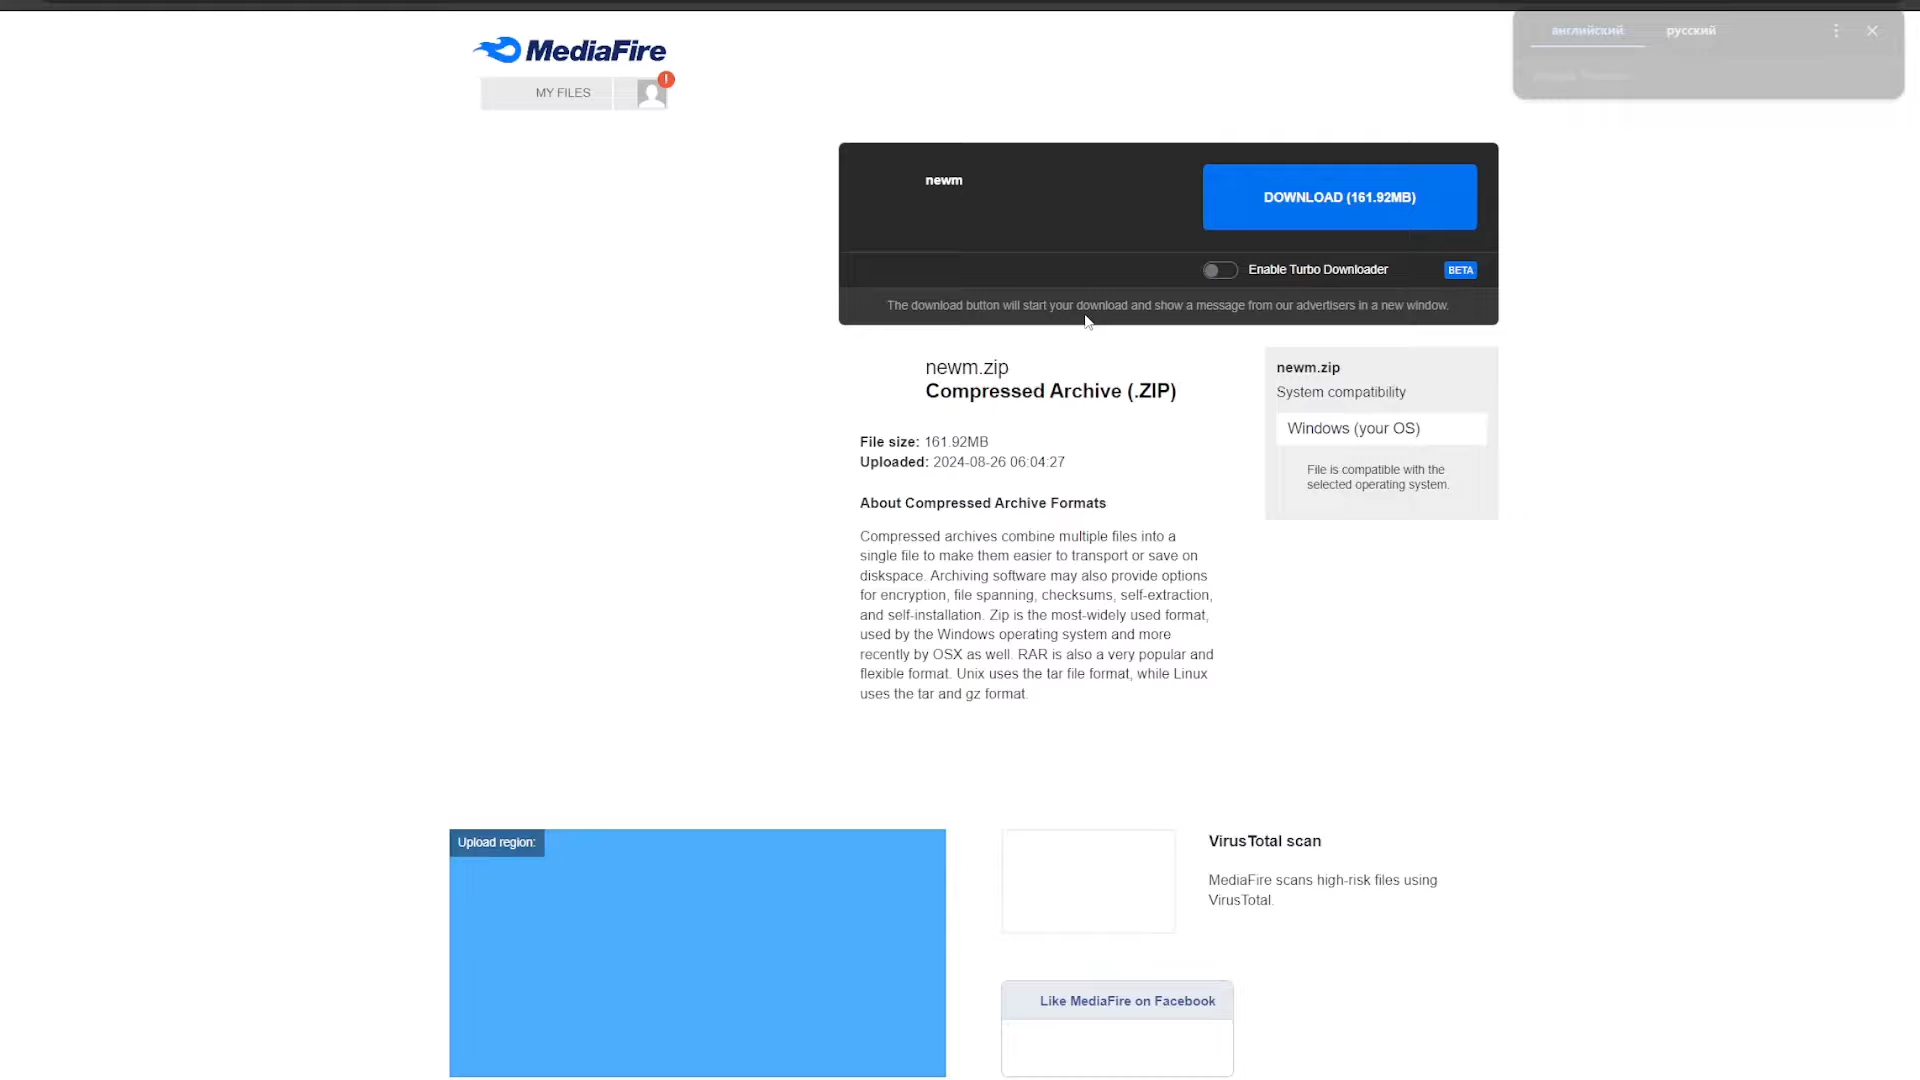 английский
русский
MediaFire
MY FILES
!
newm
DOWNLOAD (161.92MB)
Enable Turbo Downloader
BETA
The download button will start your download and show a message from our advertisers in a new window.
newm.zip
Compressed Archive (.ZIP)
File size: 161.92MB
Uploaded: 2024-08-26 06:04:27
About Compressed Archive Formats
Compressed archives combine multiple files into a
single file to make them easier to transport or save on
diskspace. Archiving software may also provide options
for encryption, file spanning, checksums, self-extraction,
and self-installation. Zip is the most-widely used format,
used by the Windows operating system and more
recently by OSX as well. RAR is also a very popular and
flexible format. Unix uses the tar file format, while Linux
uses the tar and gz format.
newm.zip
System compatibility
Windows (your OS)
File is compatible with the
selected operating system.
Upload region:
VirusTotal scan
MediaFire scans high-risk files using
VirusTotal.
Like MediaFire on Facebook